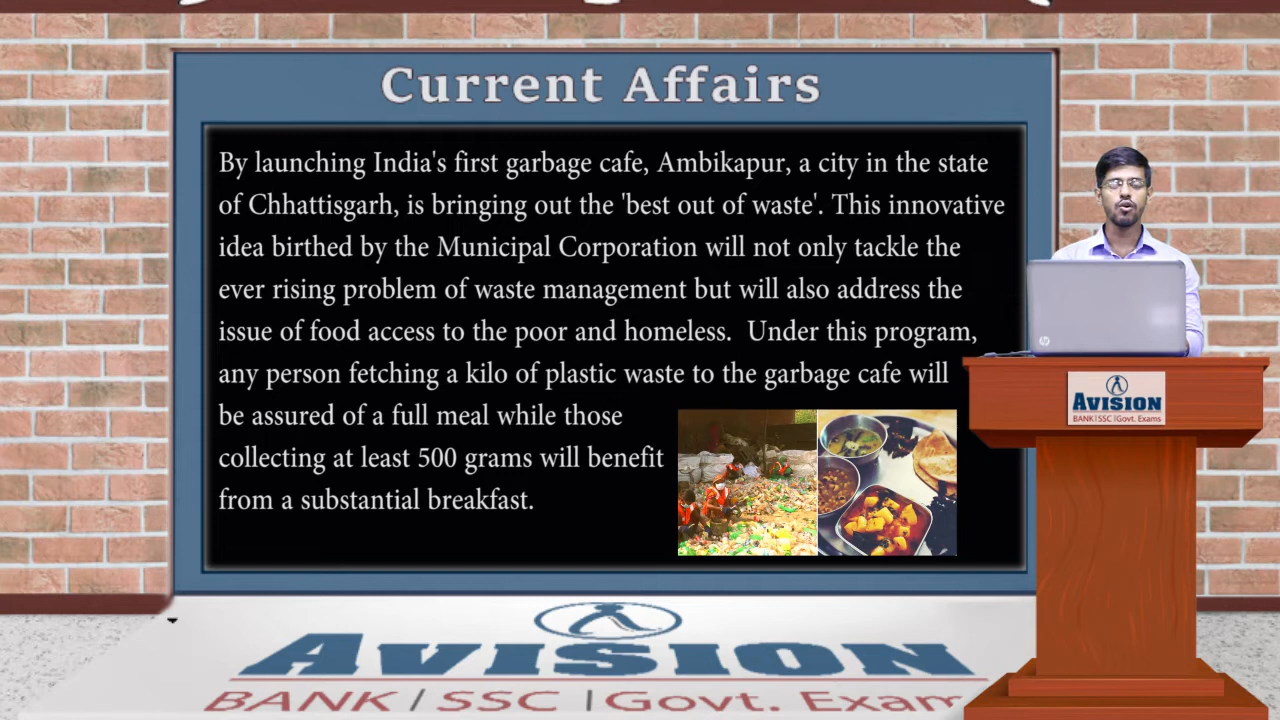 Current Affairs
By launching India's first garbage cafe, Ambikapur, a city in the state
of Chhattisgarh, is bringing out the 'best out of waste'. This innovative
idea birthed by the Municipal Corporation will not only tackle the
ever rising problem of waste management but will also address the
issue of food access to the poor and homeless.  Under this program,
any person fetching a kilo of plastic waste to the garbage cafe will
be assured of a full meal while those
collecting at least 500 grams will benefit
from a substantial breakfast.
hp
AVISION
BANK|SSC|Govt. Exams
AVISION
BANK | SSC | Govt. Exam